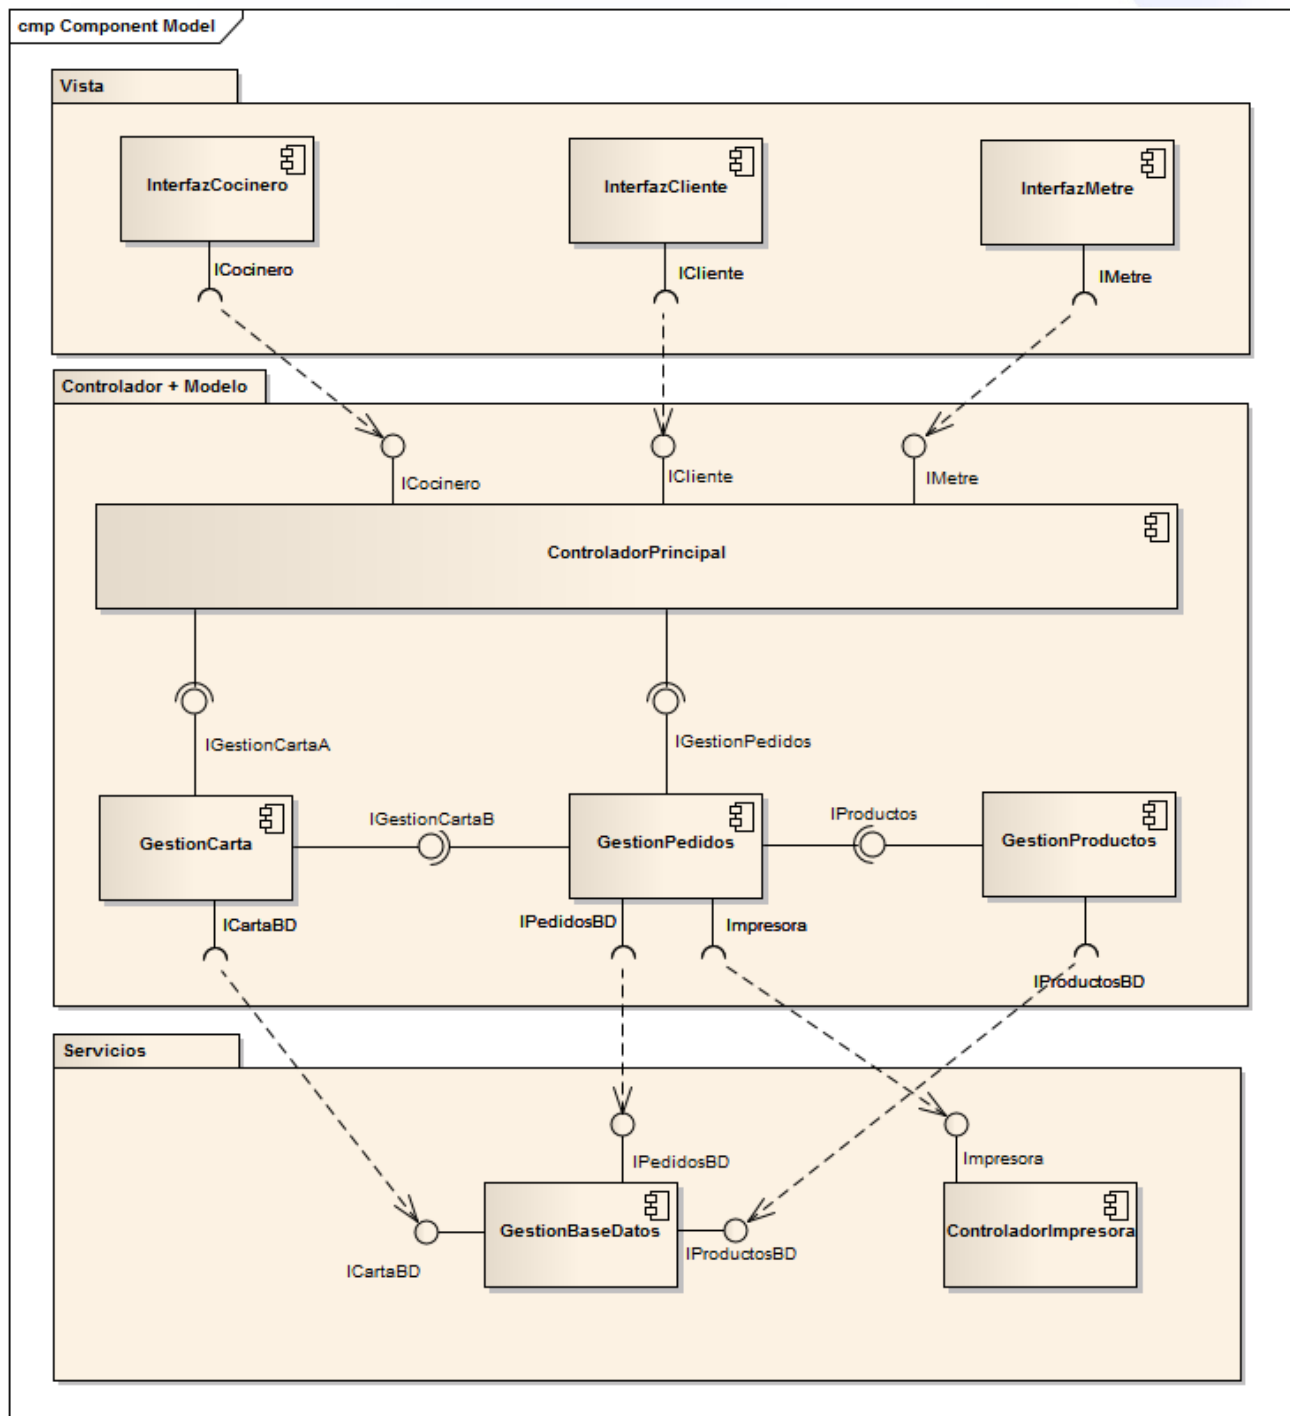 cmp Component Model
Vista
InterfazCocinero
InterfazCliente
InterfazMetre
ICocinero
ICliente
IMetre
Controlador + Modelo
ICocinero
ICliente
IMetre
ControladorPrincipal
IGestionCartaA
IGestionPedidos
IGestionCartaB
IProductos
GestionCarta
GestionPedidos
GestionProductos
ICartaBD
IPedidosBD
Impresora
IProductosBD
Servicios
IPedidosBD
Impresora
GestionBaseDatos
ControladorImpresora
ICartaBD
IProductosBD